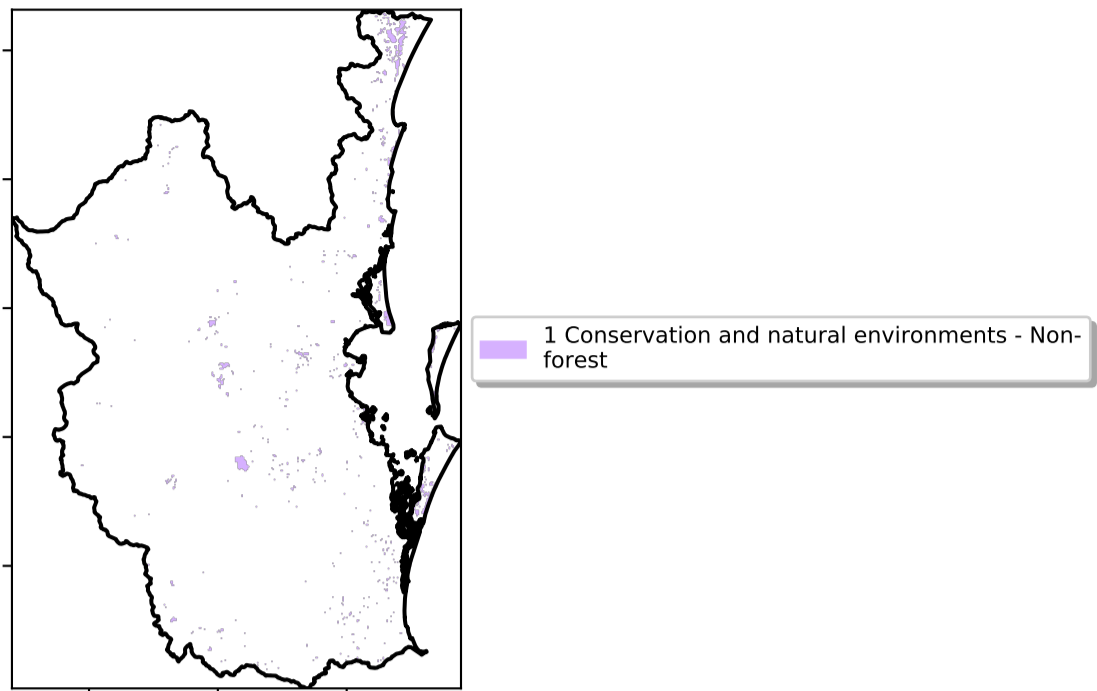 1 Conservation and natural environments - Non-
forest